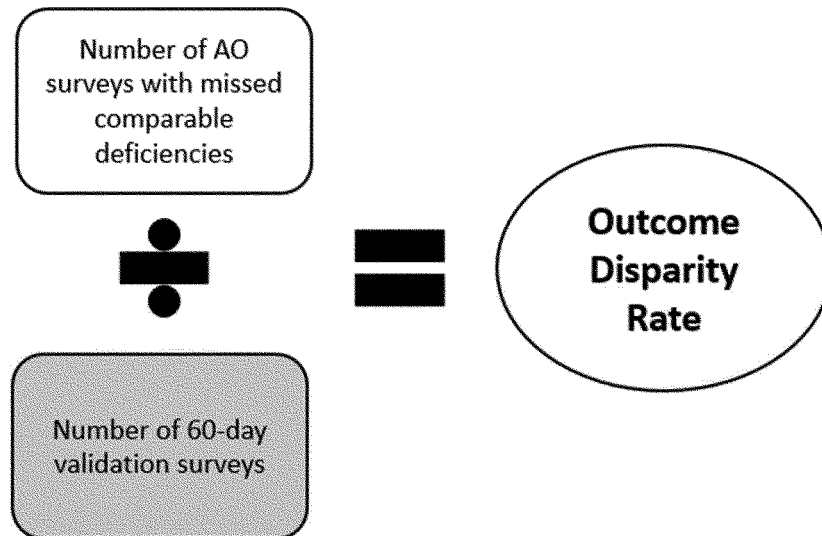 Number of AO
surveys with missed
comparable
deficiencies
Outcome
Disparity
Rate
Number of 60-day
validation surveys